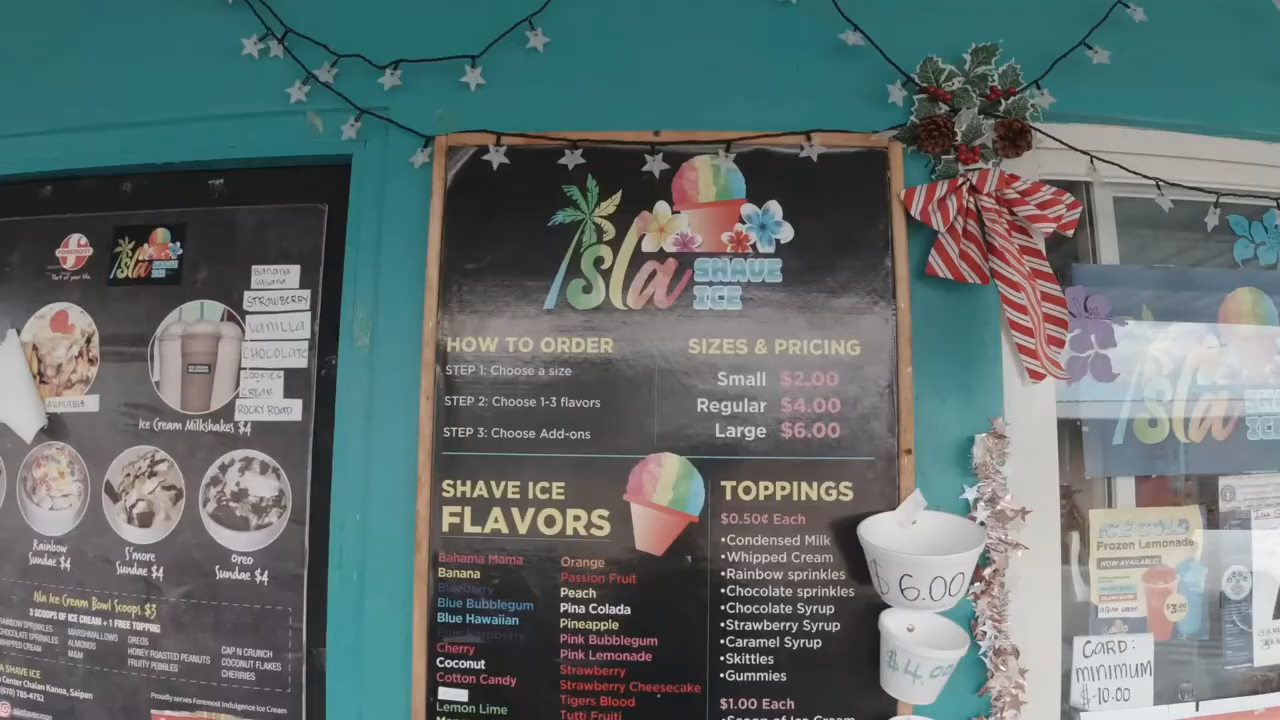 FOREMOST
Part of your life
Isla
SHAVE
ICE
Banana
STRAWBERRY
Vanilla
CHOCOLATE
COOKIES
CREAM
ROCKY ROAD
Ice Cream Milkshakes $4
Rainbow
Sundae $4
S'more
Sundae $4
Oreo
Sundae $4
Isla Ice Cream Bowl Scoops $3
3 SCOOPS OF ICE CREAM + 1 FREE TOPPING
RAINBOW SPRINKLES
CHOCOLATE SPRINKLES
WHIPPED CREAM
MARSHMALLOWS
ALMONDS
M&M
OREOS
HONEY ROASTED PEANUTS
FRUITY PEBBLES
CAP N CRUNCH
COCONUT FLAKES
CHERRIES
SHAVE ICE
Center Chalan Kanoa, Saipan
(670) 785-4752
Proudly serves Foremost Indulgence Ice Cream
Isla
SHAVE
ICE
HOW TO ORDER
STEP 1: Choose a size
STEP 2: Choose 1-3 flavors
STEP 3: Choose Add-ons
SIZES & PRICING
Small $2.00
Regular $4.00
Large $6.00
SHAVE ICE
FLAVORS
Bahama Mama
Banana
Blueberry
Blue Bubblegum
Blue Hawaiian
Blue Raspberry
Cherry
Coconut
Cotton Candy
Lemon Lime
Orange
Passion Fruit
Peach
Pina Colada
Pineapple
Pink Bubblegum
Pink Lemonade
Strawberry
Strawberry Cheesecake
Tigers Blood
Tutti Fruiti
TOPPINGS
$0.50¢ Each
•Condensed Milk
•Whipped Cream
•Rainbow sprinkles
•Chocolate sprinkles
•Chocolate Syrup
•Strawberry Syrup
•Caramel Syrup
•Skittles
•Gummies
$1.00 Each
•Scoop of Ice Cream
$ 6.00
$4.00
Isla
ICE COLD
Frozen Lemonade
NOW AVAILABLE!
$3.00
CARD:
minimum
$-10.00